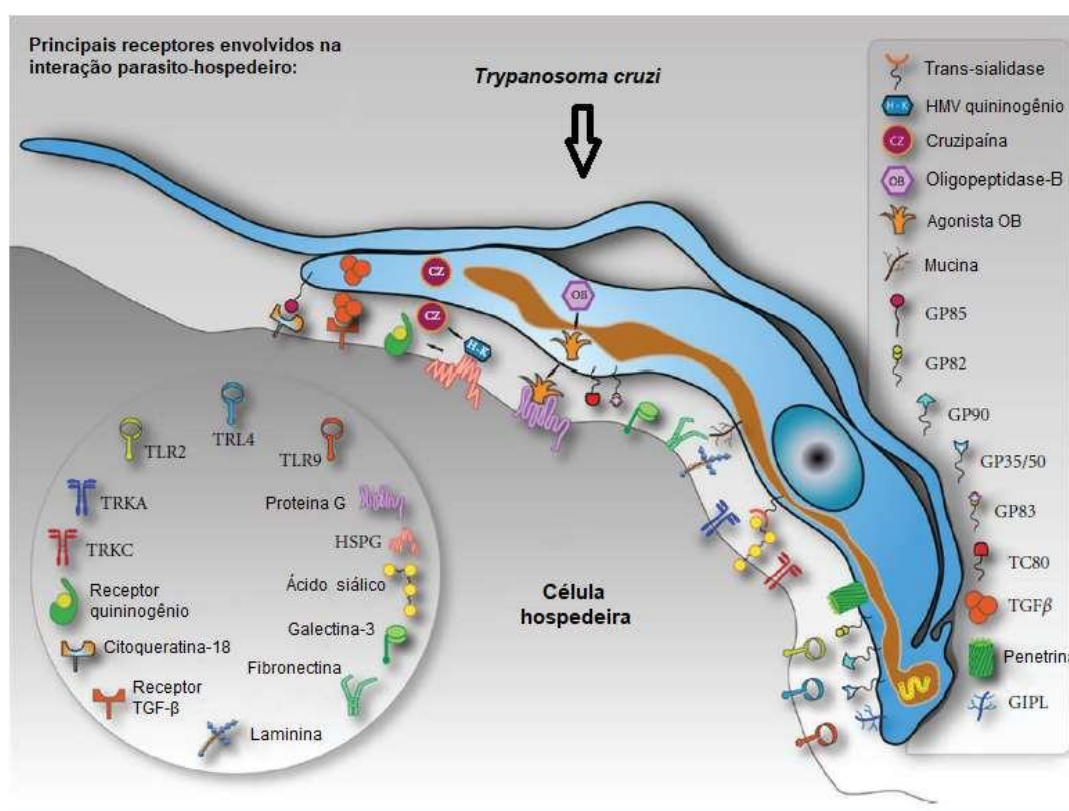 Principais receptores envolvidos na
interação parasito-hospedeiro:
Trypanosoma cruzi
Trans-sialidase
H-K HMV quininogênio
CZ Cruzipaína
OB Oligopeptidase-B
Agonista OB
Mucina
GP85
GP82
GP90
GP35/50
GP83
TC80
TGFβ
Penetrina
GIPL
CZ
OB
CZ
H-K
TRL4
TLR2
TLR9
TRKA
Proteina G
TRKC
HSPG
Receptor
quininogênio
Ácido siálico
Citoqueratina-18
Galectina-3
Fibronectina
Receptor
TGF-β
Laminina
Célula
hospedeira